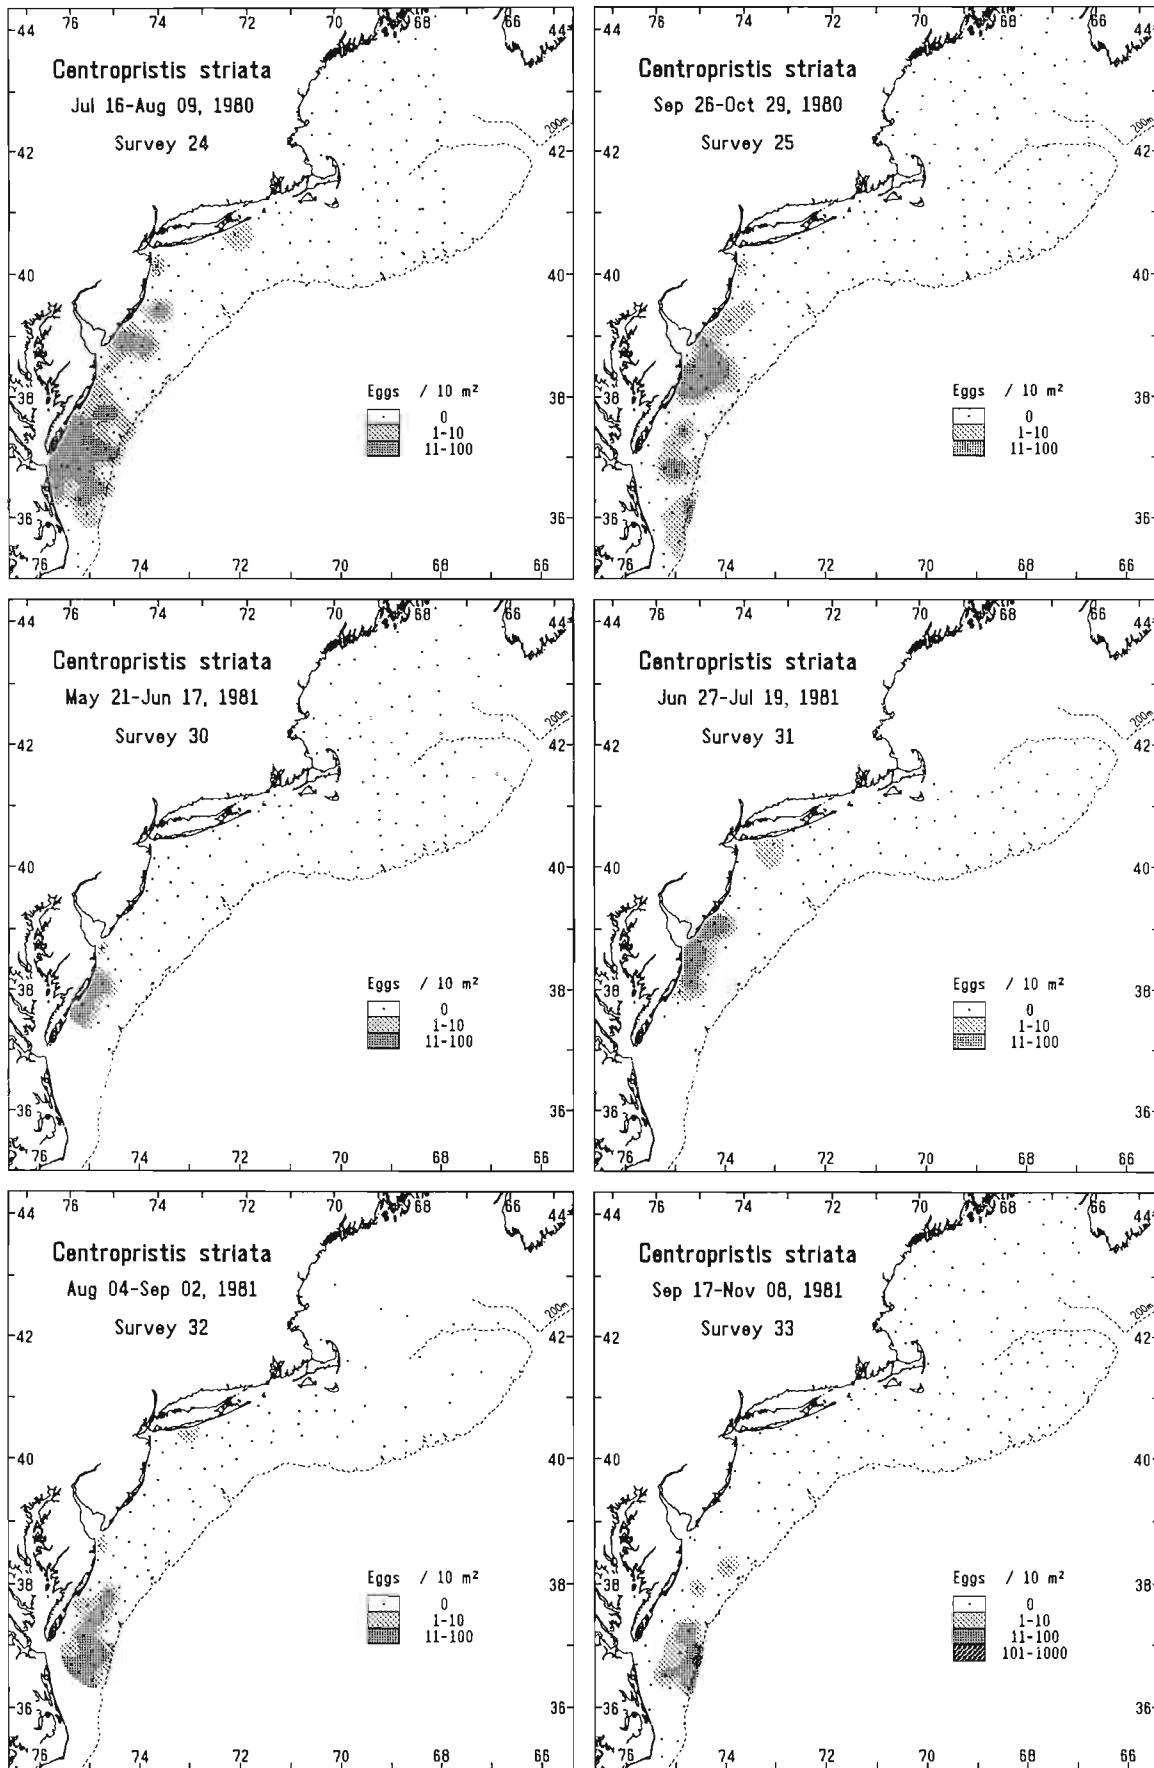 76 74 72 70 68 66
44 44
Centropristis striata
Jul 16-Aug 09, 1980
Survey 24
200m
42 42
40 40
Eggs / 10 m²
0
1-10
11-100
38 38
36 36
76 74 72 70 68 66
76 74 72 70 68 66
44 44
Centropristis striata
Sep 26-Oct 29, 1980
Survey 25
200m
42 42
40 40
Eggs / 10 m²
0
1-10
11-100
38 38
36 36
76 74 72 70 68 66
76 74 72 70 68 66
44 44
Centropristis striata
May 21-Jun 17, 1981
Survey 30
200m
42 42
40 40
Eggs / 10 m²
0
1-10
11-100
38 38
36 36
76 74 72 70 68 66
76 74 72 70 68 66
44 44
Centropristis striata
Jun 27-Jul 19, 1981
Survey 31
200m
42 42
40 40
Eggs / 10 m²
0
1-10
11-100
38 38
36 36
76 74 72 70 68 66
76 74 72 70 68 66
44 44
Centropristis striata
Aug 04-Sep 02, 1981
Survey 32
200m
42 42
40 40
Eggs / 10 m²
0
1-10
11-100
38 38
36 36
76 74 72 70 68 66
76 74 72 70 68 66
44 44
Centropristis striata
Sep 17-Nov 08, 1981
Survey 33
200m
42 42
40 40
Eggs / 10 m²
0
1-10
11-100
101-1000
38 38
36 36
76 74 72 70 68 66